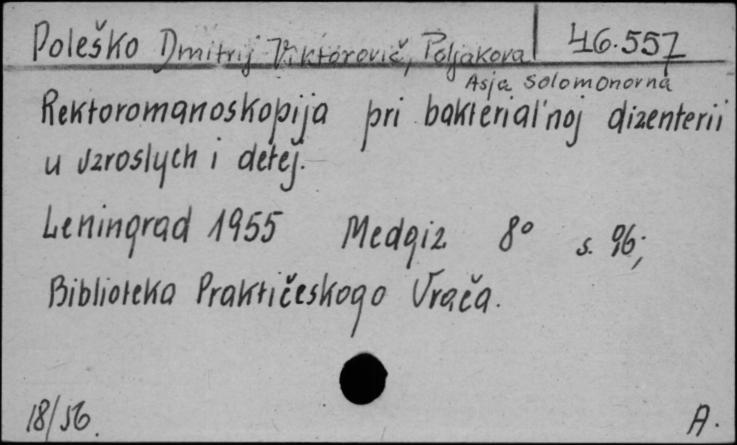 Poleško Dmitrij Viktorovič, Poljakova 46.557
Asja Solomonovna
Rektoromanoskopija pri bakterial'noj dizenterii
u vzroslych i detej.
Leningrad 1955 Medgiz 8° s. 96;
Biblioteka Praktičeskogo Vrača.
18/56. A.